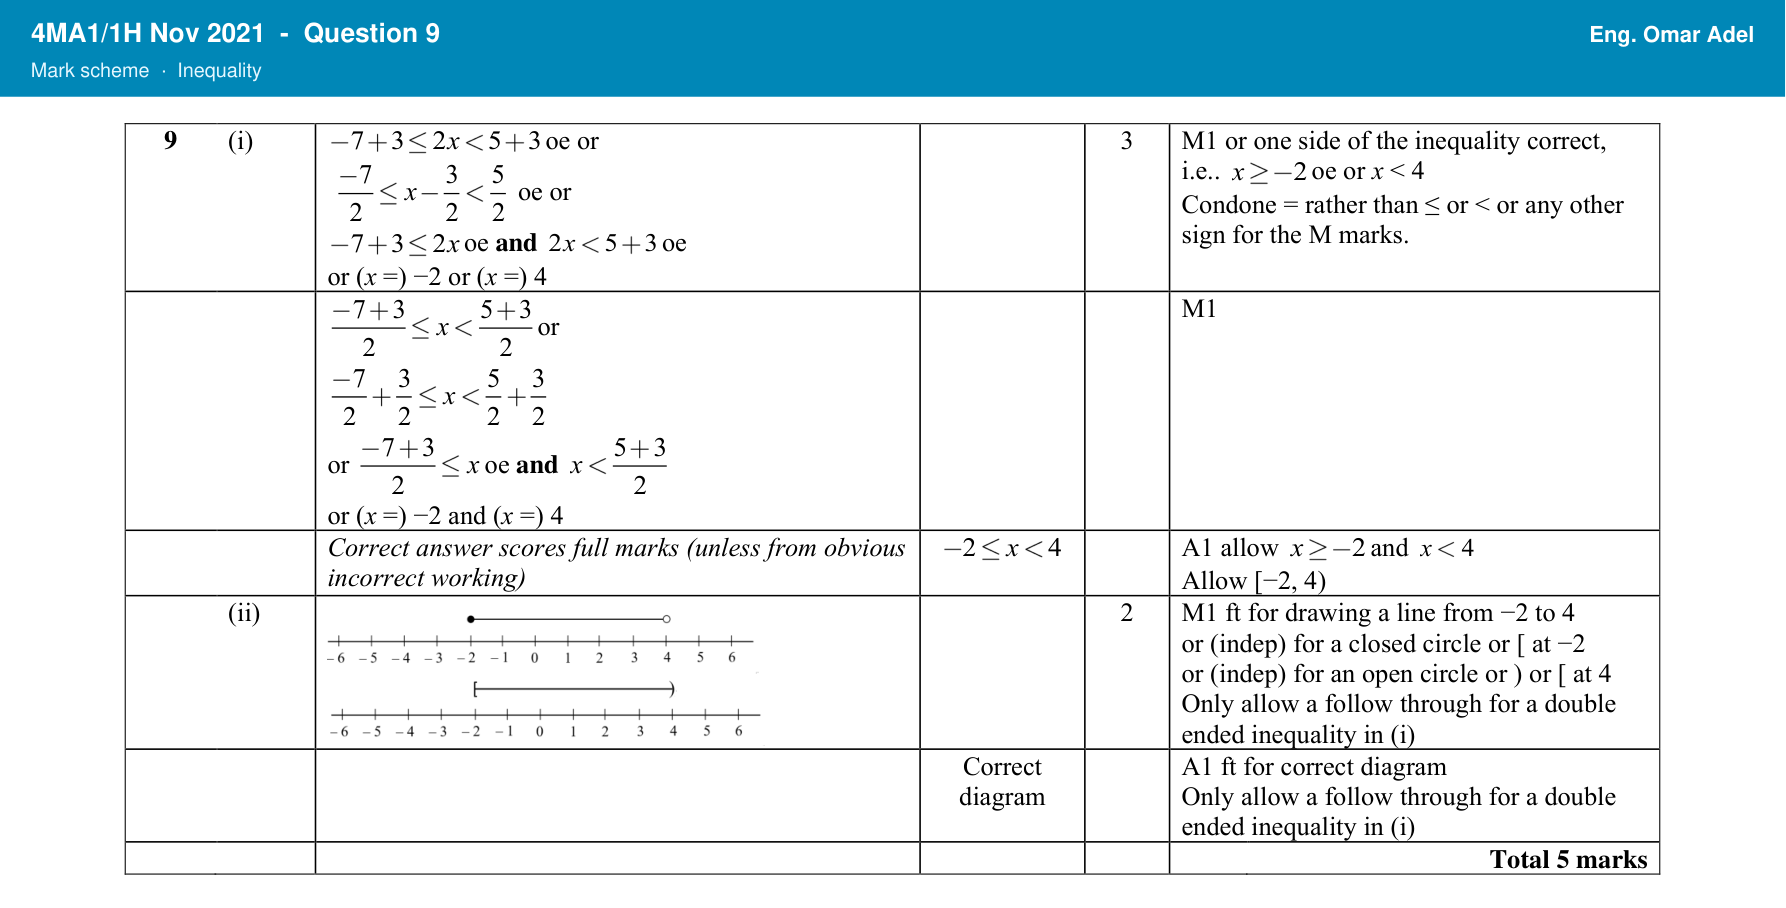 4MA1/1H Nov 2021 - Question 9
Eng. Omar Adel
Mark scheme · Inequality
9 (i) −7+3≤2x<5+3 oe or 3 M1 or one side of the inequality correct,
−7/2 ≤ x − 3/2 < 5/2 oe or i.e.. x≥−2 oe or x<4
Condone = rather than ≤ or < or any other
−7+3≤2x oe and 2x<5+3 oe sign for the M marks.
or (x =) −2 or (x =) 4
(−7+3)/2 ≤ x < (5+3)/2 or M1
−7/2 + 3/2 ≤ x < 5/2 + 3/2
or (−7+3)/2 ≤ x oe and x < (5+3)/2
or (x =) −2 and (x =) 4
Correct answer scores full marks (unless from obvious −2≤x<4 A1 allow x≥−2 and x<4
incorrect working) Allow [−2, 4)
(ii) 2 M1 ft for drawing a line from −2 to 4
or (indep) for a closed circle or [ at −2
−6 −5 −4 −3 −2 −1 0 1 2 3 4 5 6
or (indep) for an open circle or ) or [ at 4
Only allow a follow through for a double
−6 −5 −4 −3 −2 −1 0 1 2 3 4 5 6
ended inequality in (i)
Correct A1 ft for correct diagram
diagram Only allow a follow through for a double
ended inequality in (i)
Total 5 marks